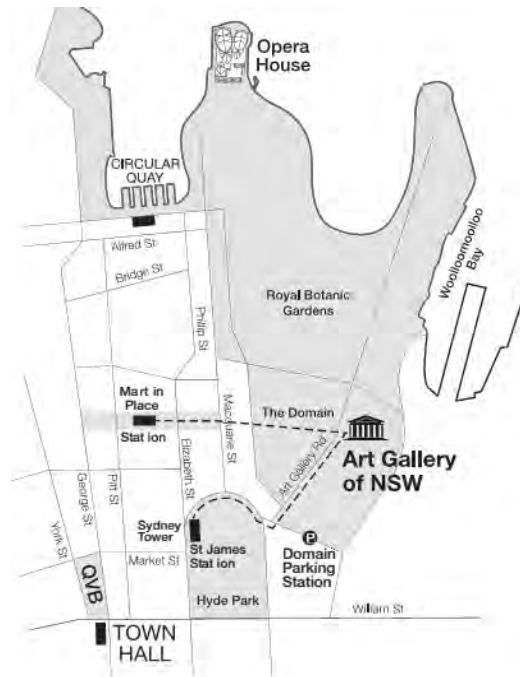 Opera
House
CIRCULAR
QUAY
Alfred St
Bridge St
Woolloomoolloo
Bay
Royal Botanic
Gardens
Phillip St
Mart in
Place
Stat ion
The Domain
Macquarie St
Art Gallery Rd
Art Gallery
of NSW
Elizabeth St
Pitt St
George St
York St
Sydney
Tower
St James
Stat ion
P
Domain
Parking
Station
Market St
QVB
Hyde Park
William St
TOWN
HALL